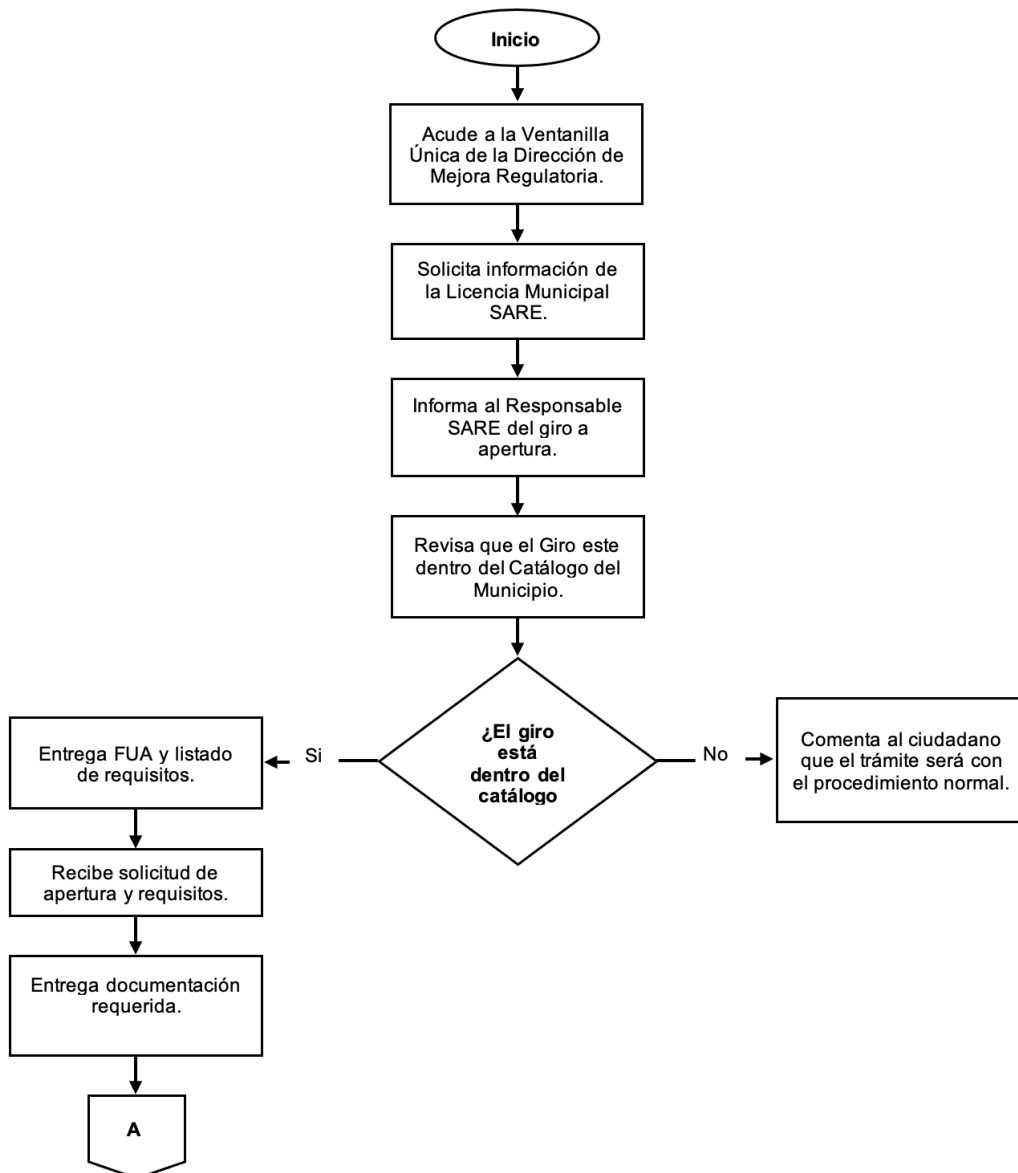 Inicio
Acude a la Ventanilla
Única de la Dirección de
Mejora Regulatoria.
Solicita información de
la Licencia Municipal
SARE.
Informa al Responsable
SARE del giro a
apertura.
Revisa que el Giro este
dentro del Catálogo del
Municipio.
¿El giro
está
dentro del
catálogo
Si
No
Entrega FUA y listado
de requisitos.
Comenta al ciudadano
que el trámite será con
el procedimiento normal.
Recibe solicitud de
apertura y requisitos.
Entrega documentación
requerida.
A